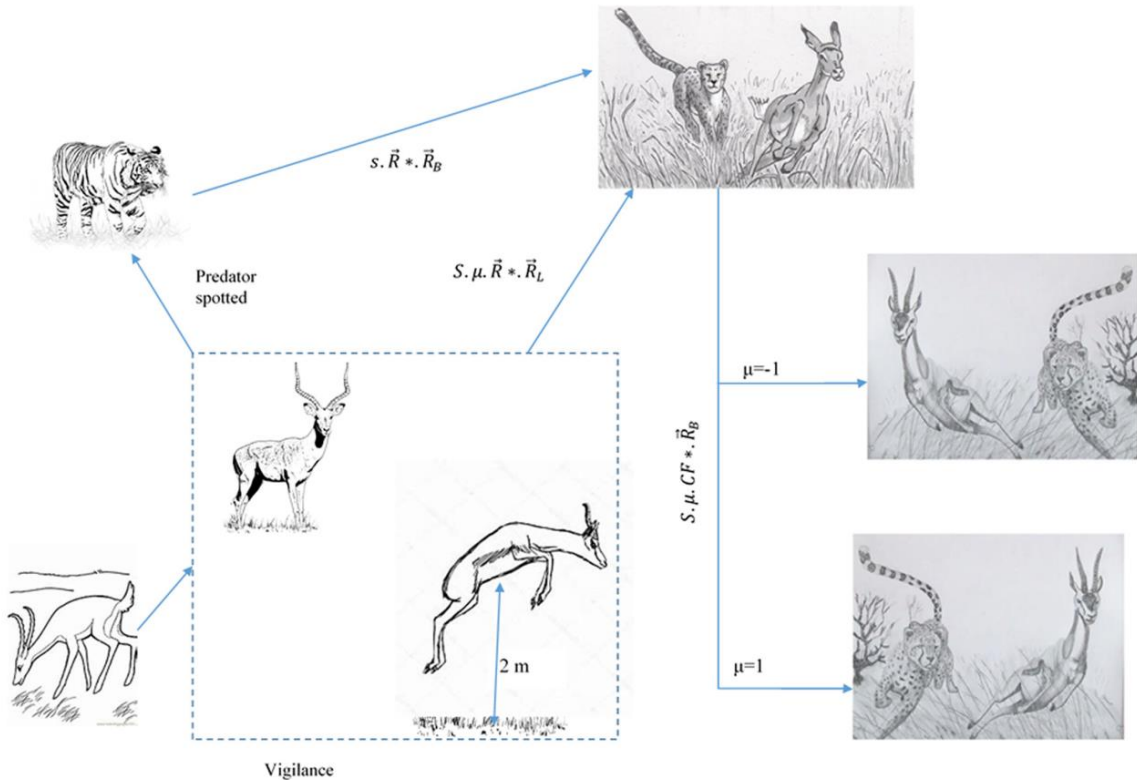 s.R⃗ *.R⃗_B
Predator
spotted
S.μ.R⃗ *.R⃗_L
μ=-1
S.μ.CF *.R⃗_B
2 m
μ=1
Vigilance